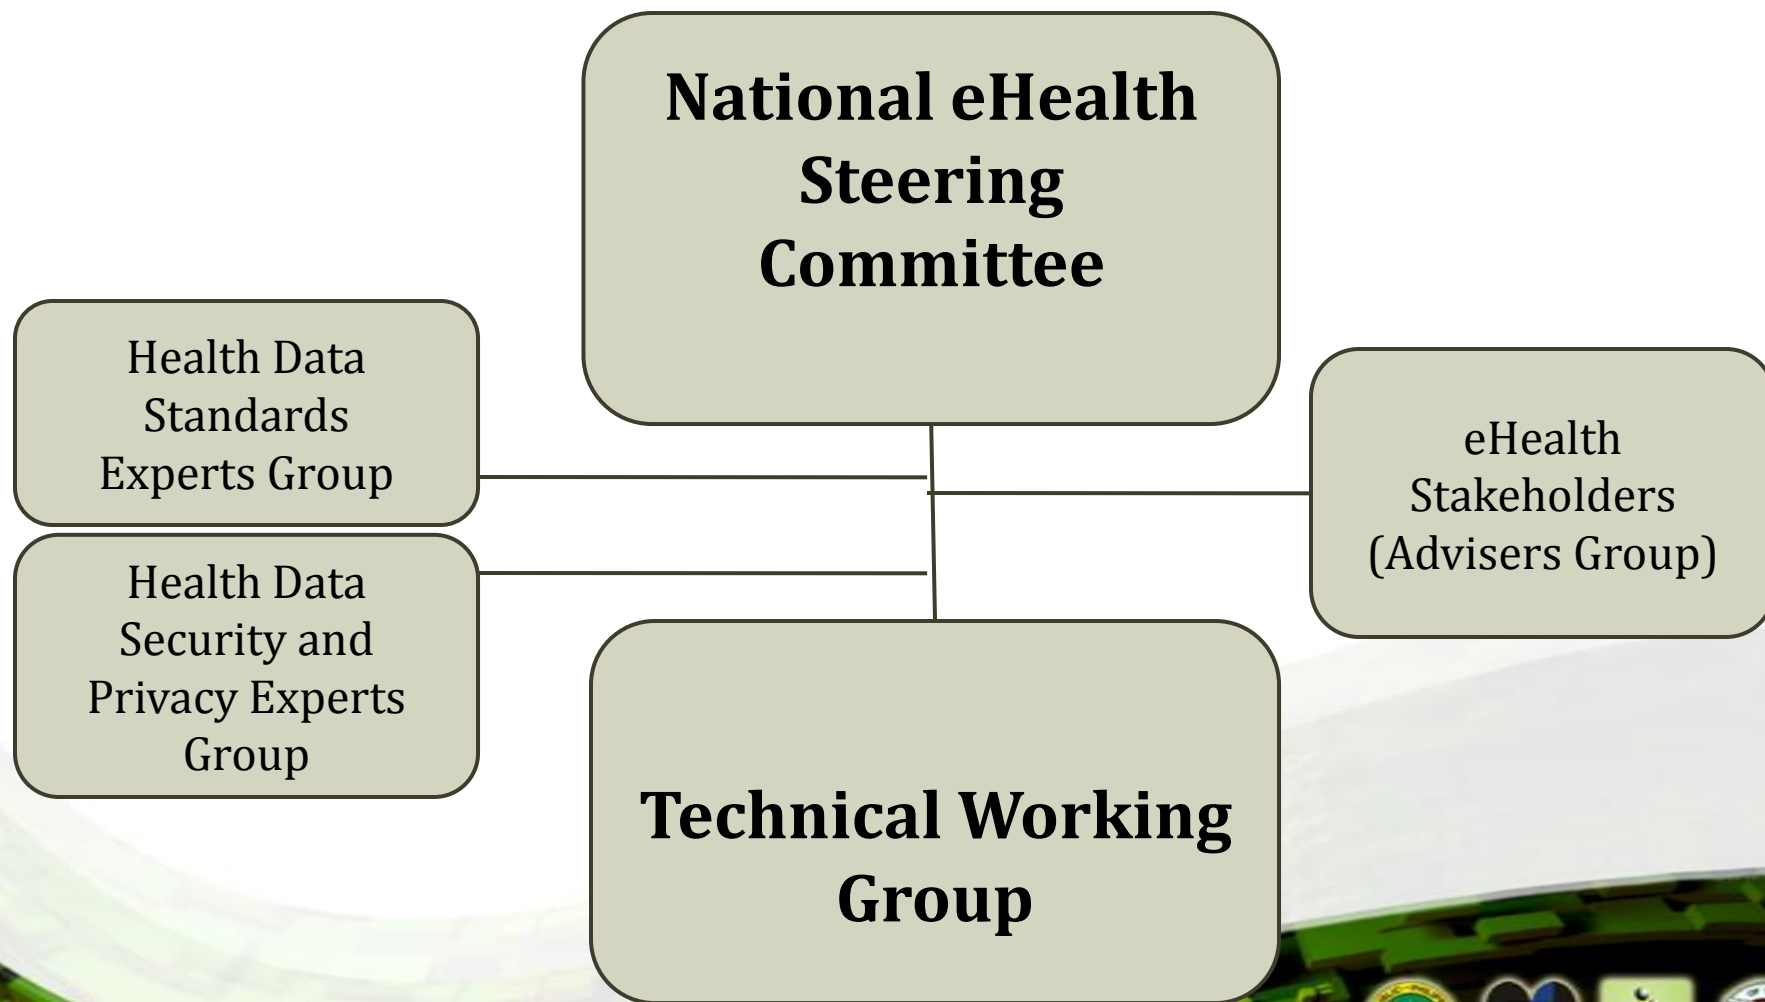 National eHealth
Steering
Committee
Health Data
Standards
Experts Group
Health Data
Security and
Privacy Experts
Group
eHealth
Stakeholders
(Advisers Group)
Technical Working
Group